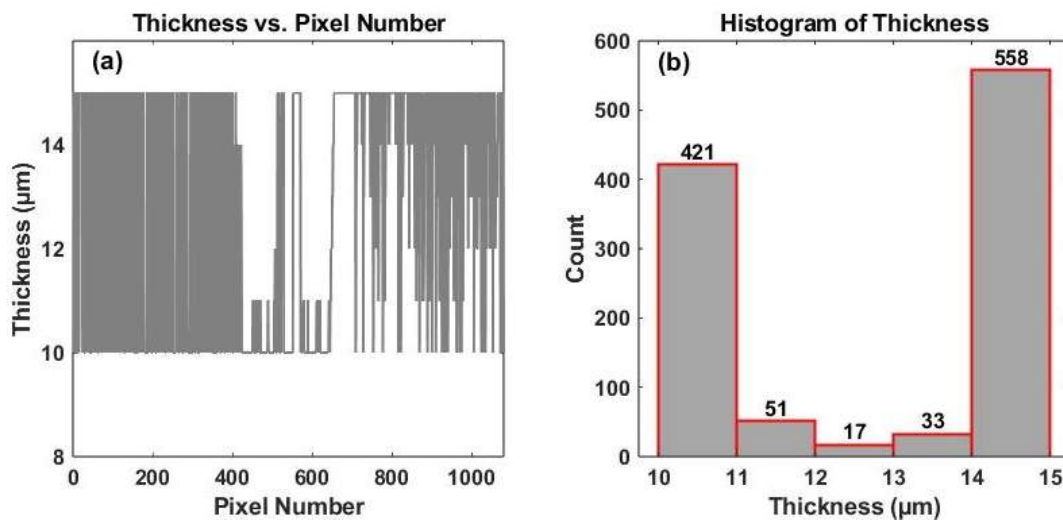 Thickness vs. Pixel Number
(a)
14
12
10
8
0 200 400 600 800 1000
Thickness (µm)
Pixel Number
Histogram of Thickness
(b)
600
500
400
300
200
100
0
421
51
17
33
558
10 11 12 13 14 15
Count
Thickness (µm)